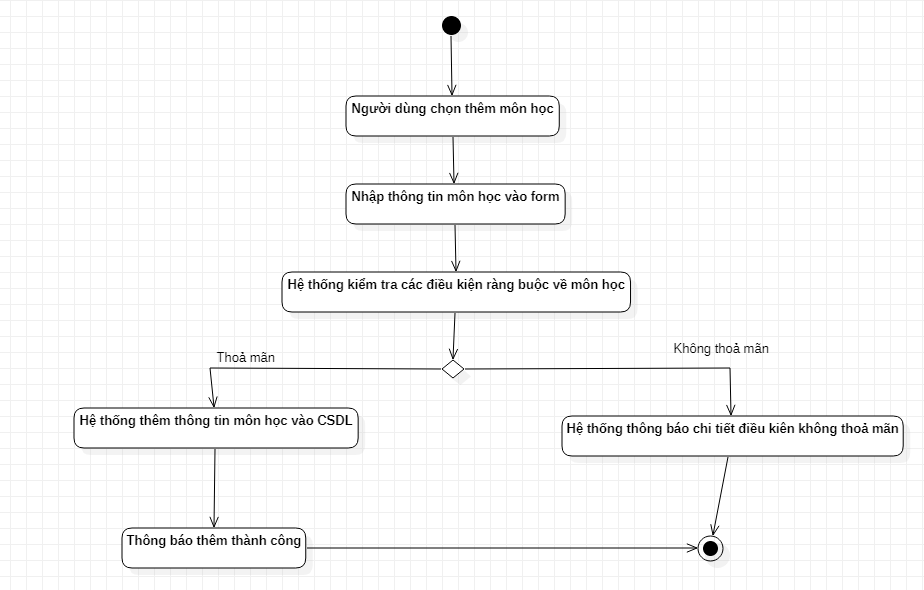 Người dùng chọn thêm môn học
Nhập thông tin môn học vào form
Hệ thống kiểm tra các điều kiện ràng buộc về môn học
Thoả mãn
Không thoả mãn
Hệ thống thêm thông tin môn học vào CSDL
Hệ thống thông báo chi tiết điều kiên không thoả mãn
Thông báo thêm thành công